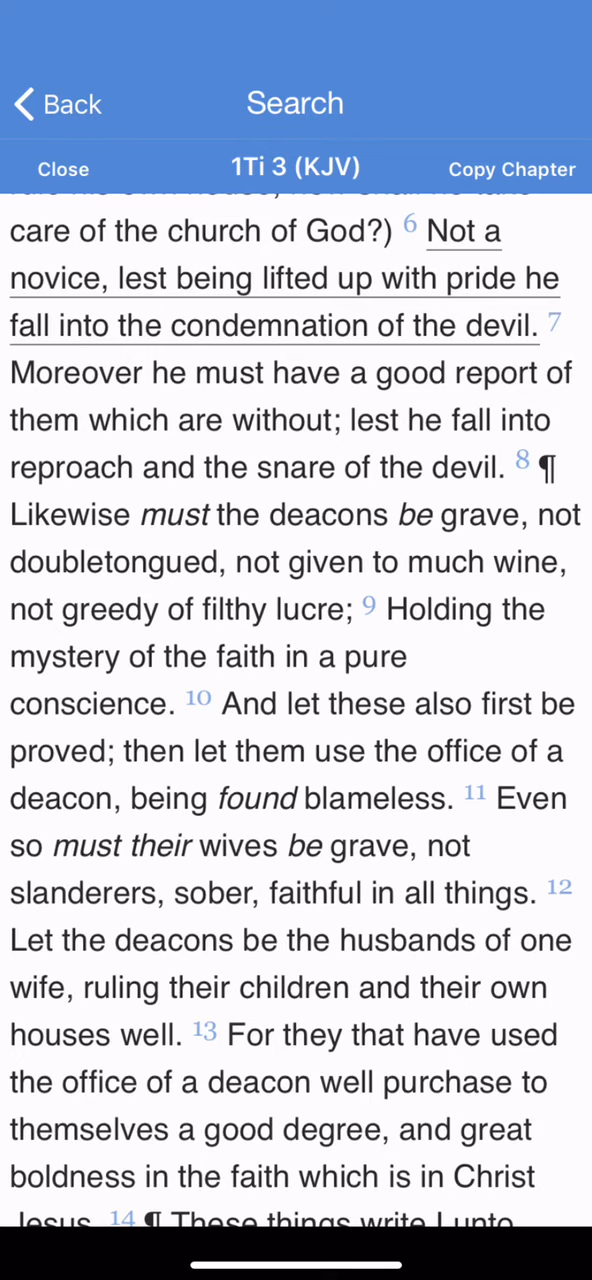 Back
Search
Close
1Ti 3 (KJV)
Copy Chapter
care of the church of God?) 6 Not a
novice, lest being lifted up with pride he
fall into the condemnation of the devil. 7
Moreover he must have a good report of
them which are without; lest he fall into
reproach and the snare of the devil. 8 ¶
Likewise must the deacons be grave, not
doubletongued, not given to much wine,
not greedy of filthy lucre; 9 Holding the
mystery of the faith in a pure
conscience. 10 And let these also first be
proved; then let them use the office of a
deacon, being found blameless. 11 Even
so must their wives be grave, not
slanderers, sober, faithful in all things. 12
Let the deacons be the husbands of one
wife, ruling their children and their own
houses well. 13 For they that have used
the office of a deacon well purchase to
themselves a good degree, and great
boldness in the faith which is in Christ
Jesus. 14 ¶ These things write I unto